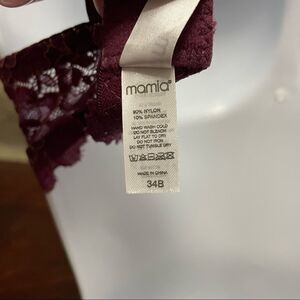 mamia
90% NYLON
10% SPANDEX
HAND WASH COLD
DO NOT BLEACH
LAY FLAT TO DRY
DO NOT IRON
DO NOT TUMBLE DRY
MADE IN CHINA
34B